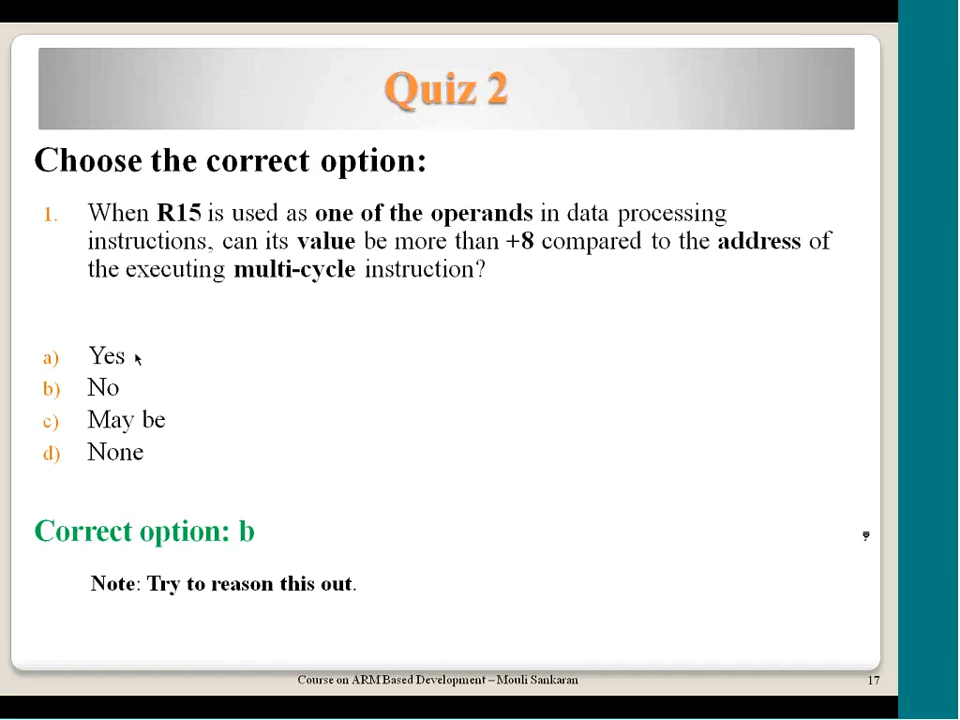 Quiz 2
Choose the correct option:
1. When R15 is used as one of the operands in data processing
instructions, can its value be more than +8 compared to the address of
the executing multi-cycle instruction?
a) Yes
b) No
c) May be
d) None
Correct option: b
Note: Try to reason this out.
Course on ARM Based Development – Mouli Sankaran
17